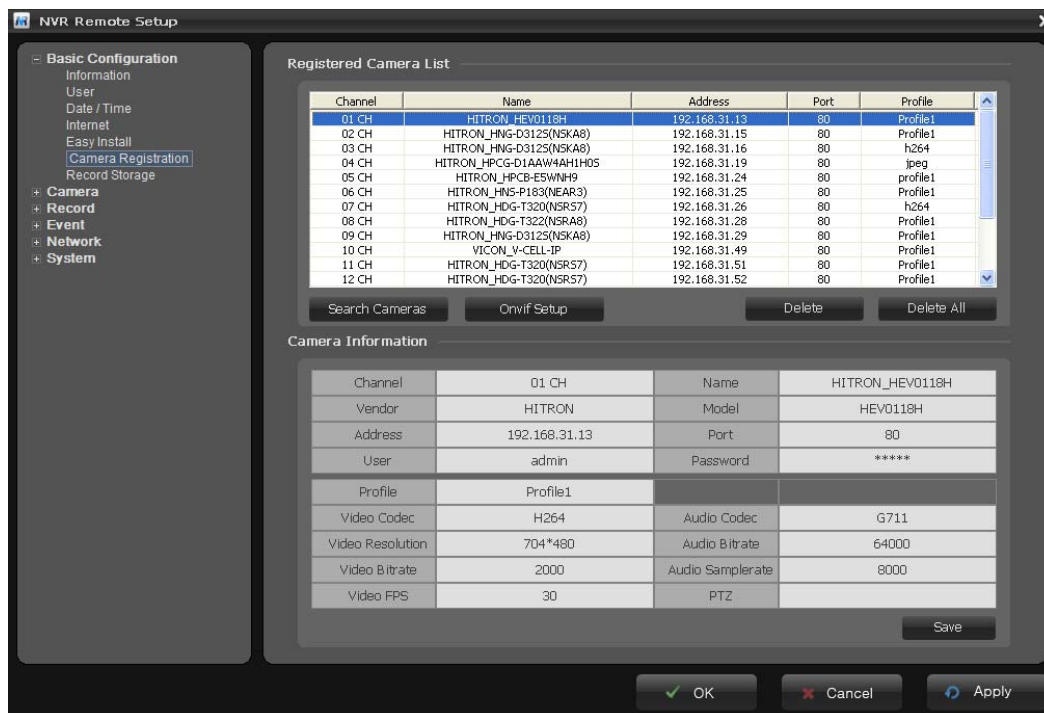 NVR Remote Setup
Basic Configuration
Information
User
Date / Time
Internet
Easy Install
Camera Registration
Record Storage
Camera
Record
Event
Network
System
Registered Camera List
Channel Name Address Port Profile
01 CH HITRON_HEV0118H 192.168.31.13 80 Profile1
02 CH HITRON_HNG-D312S(NSKA8) 192.168.31.15 80 Profile1
03 CH HITRON_HNG-D312S(NSKA8) 192.168.31.16 80 h264
04 CH HITRON_HPCG-D1AAW4AH1H0S 192.168.31.19 80 jpeg
05 CH HITRON_HPCB-E5WNH9 192.168.31.24 80 profile1
06 CH HITRON_HNS-P183(NEAR3) 192.168.31.25 80 Profile1
07 CH HITRON_HDG-T320(NSRS7) 192.168.31.26 80 h264
08 CH HITRON_HDG-T322(NSRA8) 192.168.31.28 80 Profile1
09 CH HITRON_HNG-D312S(NSKA8) 192.168.31.29 80 Profile1
10 CH VICON_V-CELL-IP 192.168.31.49 80 Profile1
11 CH HITRON_HDG-T320(NSRS7) 192.168.31.51 80 Profile1
12 CH HITRON_HDG-T320(NSRS7) 192.168.31.52 80 Profile1
Search Cameras Onvif Setup Delete Delete All
Camera Information
Channel 01 CH Name HITRON_HEV0118H
Vendor HITRON Model HEV0118H
Address 192.168.31.13 Port 80
User admin Password *****
Profile Profile1
Video Codec H264 Audio Codec G711
Video Resolution 704*480 Audio Bitrate 64000
Video Bitrate 2000 Audio Samplerate 8000
Video FPS 30 PTZ
Save
OK Cancel Apply